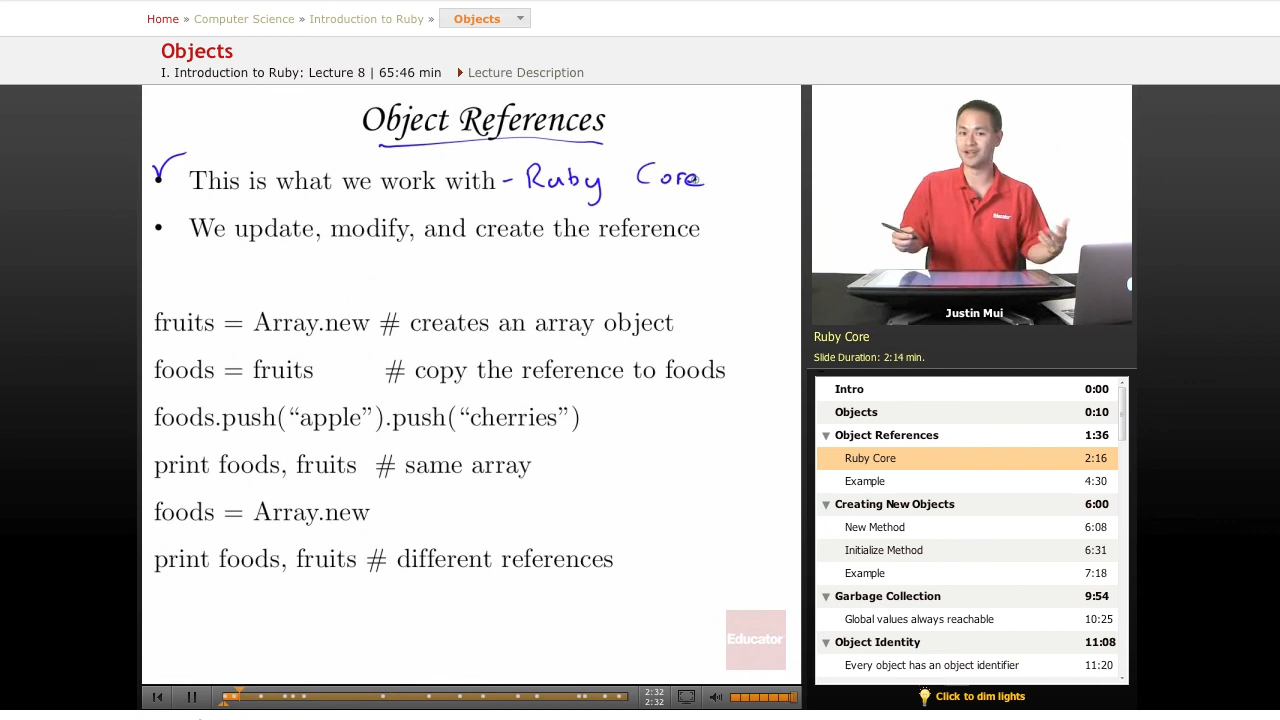 Home » Computer Science » Introduction to Ruby » Objects
Objects
I. Introduction to Ruby: Lecture 8 | 65:46 min Lecture Description
Object References
• This is what we work with - Ruby Core
• We update, modify, and create the reference
fruits = Array.new # creates an array object
foods = fruits # copy the reference to foods
foods.push(“apple”).push(“cherries”)
print foods, fruits # same array
foods = Array.new
print foods, fruits # different references
Educator
2:32
2:32
Educator
Justin Mui
Ruby Core
Slide Duration: 2:14 min.
Intro 0:00
Objects 0:10
Object References 1:36
Ruby Core 2:16
Example 4:30
Creating New Objects 6:00
New Method 6:08
Initialize Method 6:31
Example 7:18
Garbage Collection 9:54
Global values always reachable 10:25
Object Identity 11:08
Every object has an object identifier 11:20
Click to dim lights